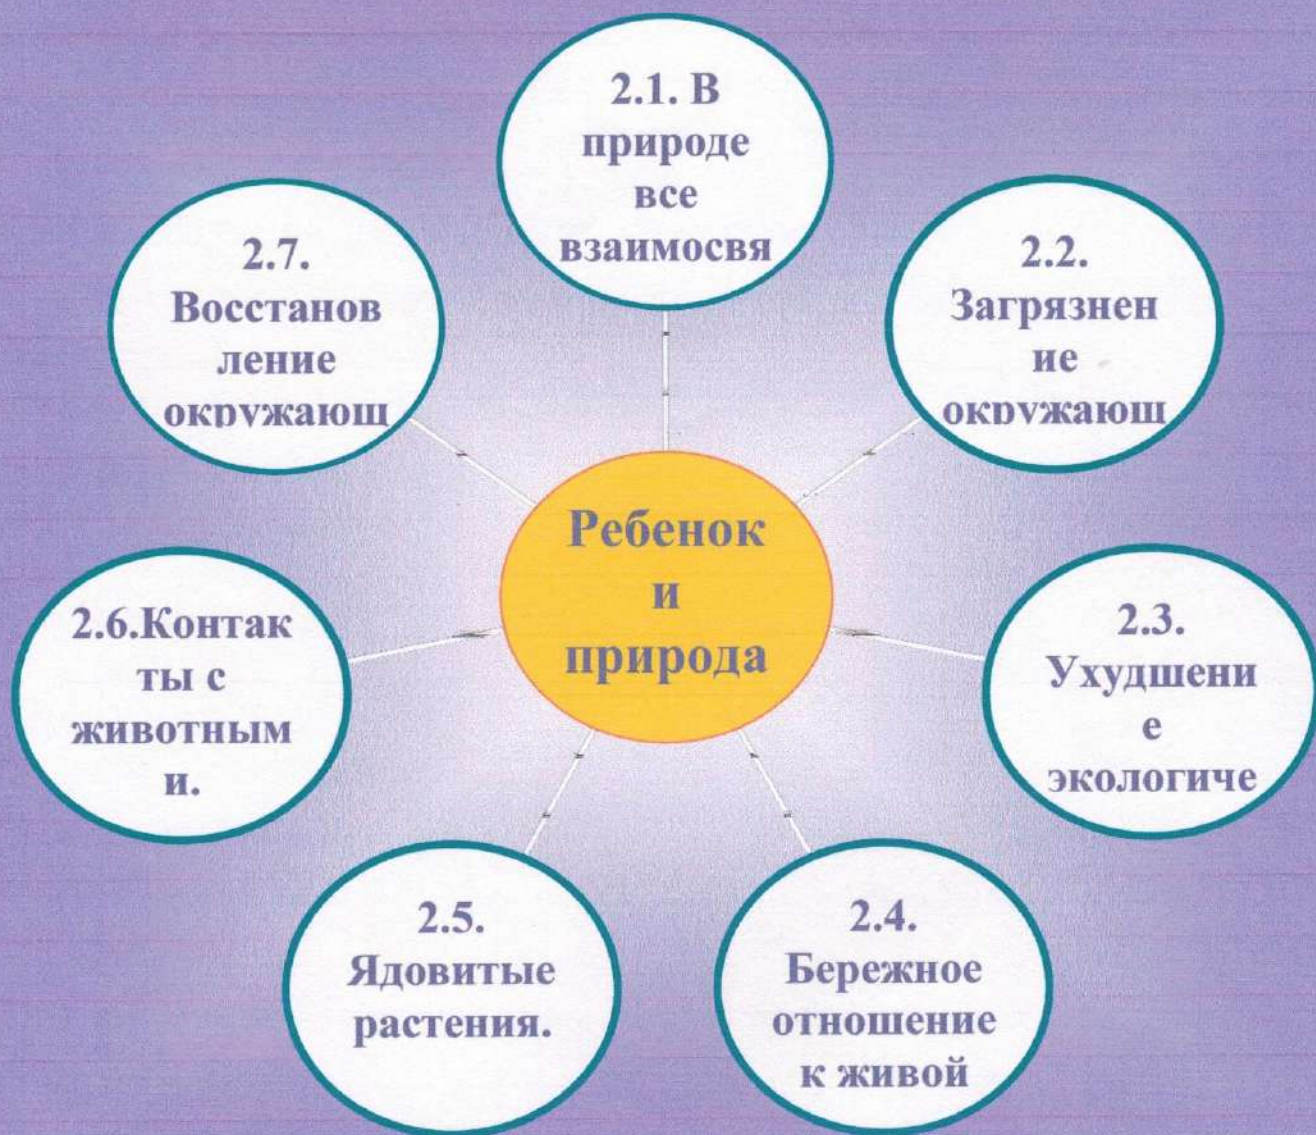 Ребенок
и
природа
2.1. В
природе
все
взаимосвя
2.2.
Загрязнен
ие
окружающ
2.3.
Ухудшени
е
экологиче
2.4.
Бережное
отношение
к живой
2.5.
Ядовитые
растения.
2.6.Контак
ты с
животным
и.
2.7.
Восстанов
ление
окружающ